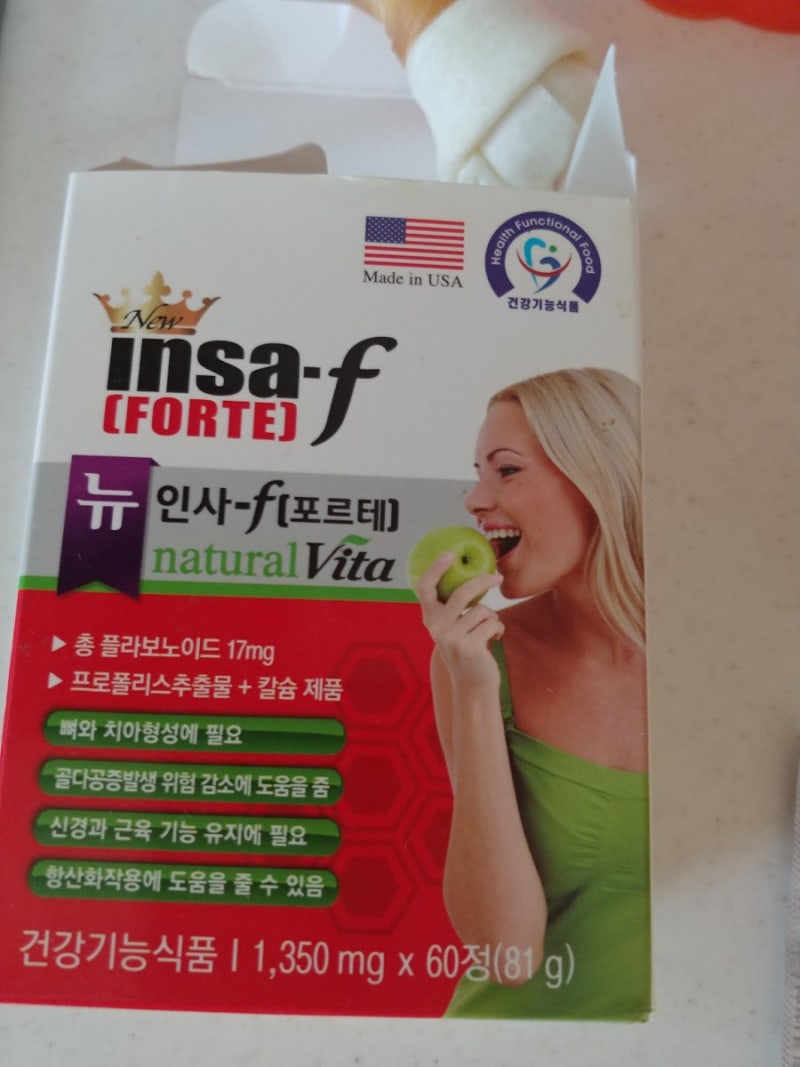 Made in USA
Health Functional Food
건강기능식품
New
insa-f
(FORTE)
뉴 인사-f(포르테)
natural Vita
▶ 총 플라보노이드 17mg
▶ 프로폴리스추출물 + 칼슘 제품
뼈와 치아형성에 필요
골다공증발생 위험 감소에 도움을 줌
신경과 근육 기능 유지에 필요
항산화작용에 도움을 줄 수 있음
건강기능식품 I 1,350 mg x 60정(81 g)